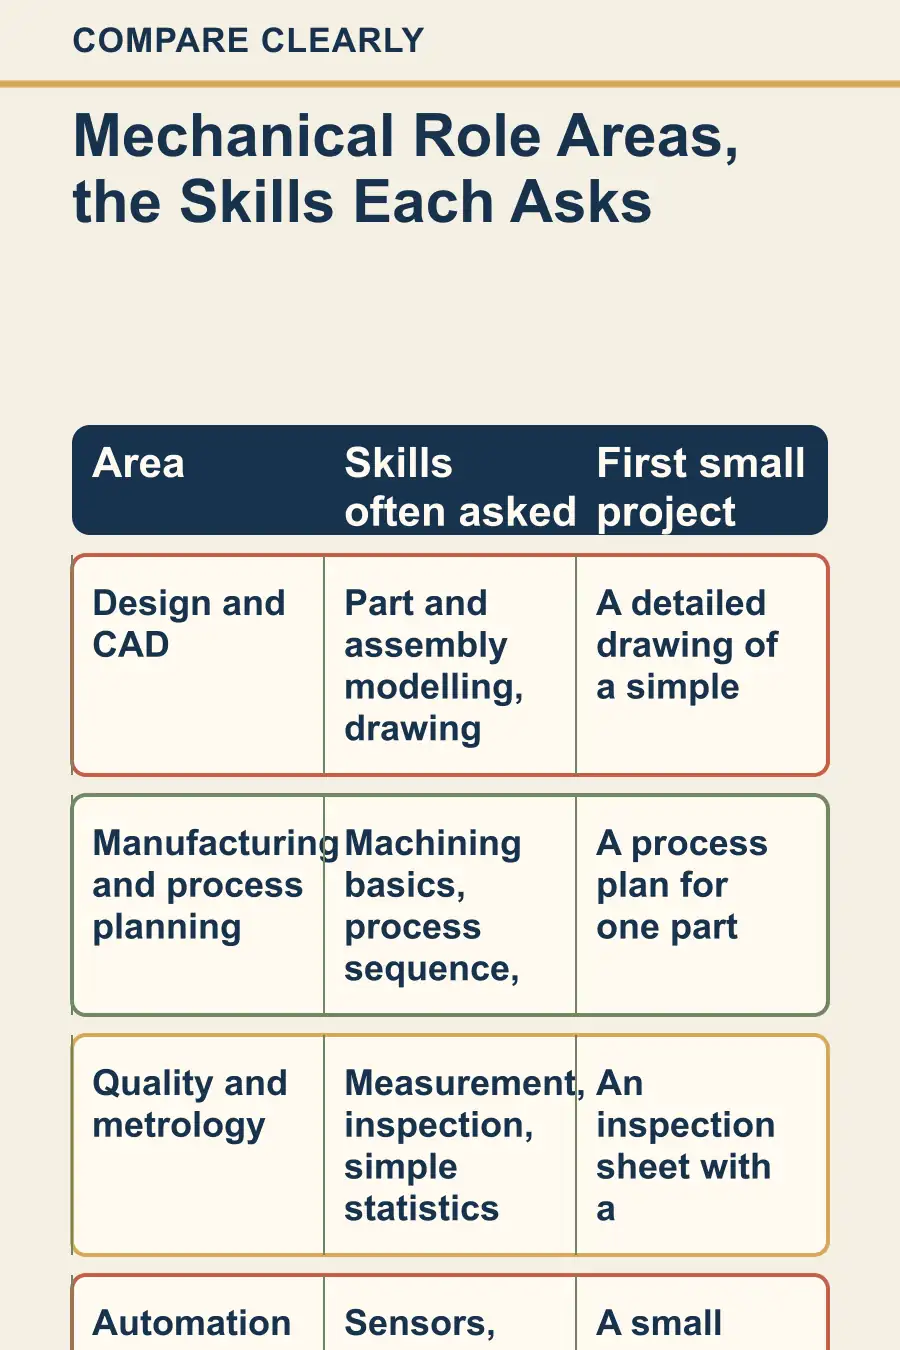 COMPARE CLEARLY
Mechanical Role Areas,
the Skills Each Asks
Area
Skills
often asked
First small
project
Design and
CAD
Part and
assembly
modelling,
drawing
A detailed
drawing of
a simple
Manufacturing
and process
planning
Machining
basics,
process
sequence,
A process
plan for
one part
Quality and
metrology
Measurement,
inspection,
simple
statistics
An
inspection
sheet with
a
Automation
Sensors,
A small